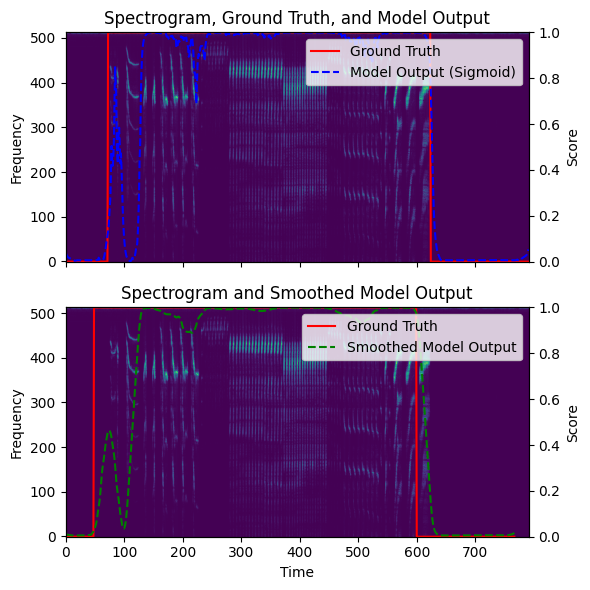 Spectrogram, Ground Truth, and Model Output
500
400
300
200
100
0
Frequency
1.0
0.8
0.6
0.4
0.2
0.0
Score
Ground Truth
Model Output (Sigmoid)
Spectrogram and Smoothed Model Output
500
400
300
200
100
0
Frequency
1.0
0.8
0.6
0.4
0.2
0.0
Score
Ground Truth
Smoothed Model Output
0 100 200 300 400 500 600 700
Time